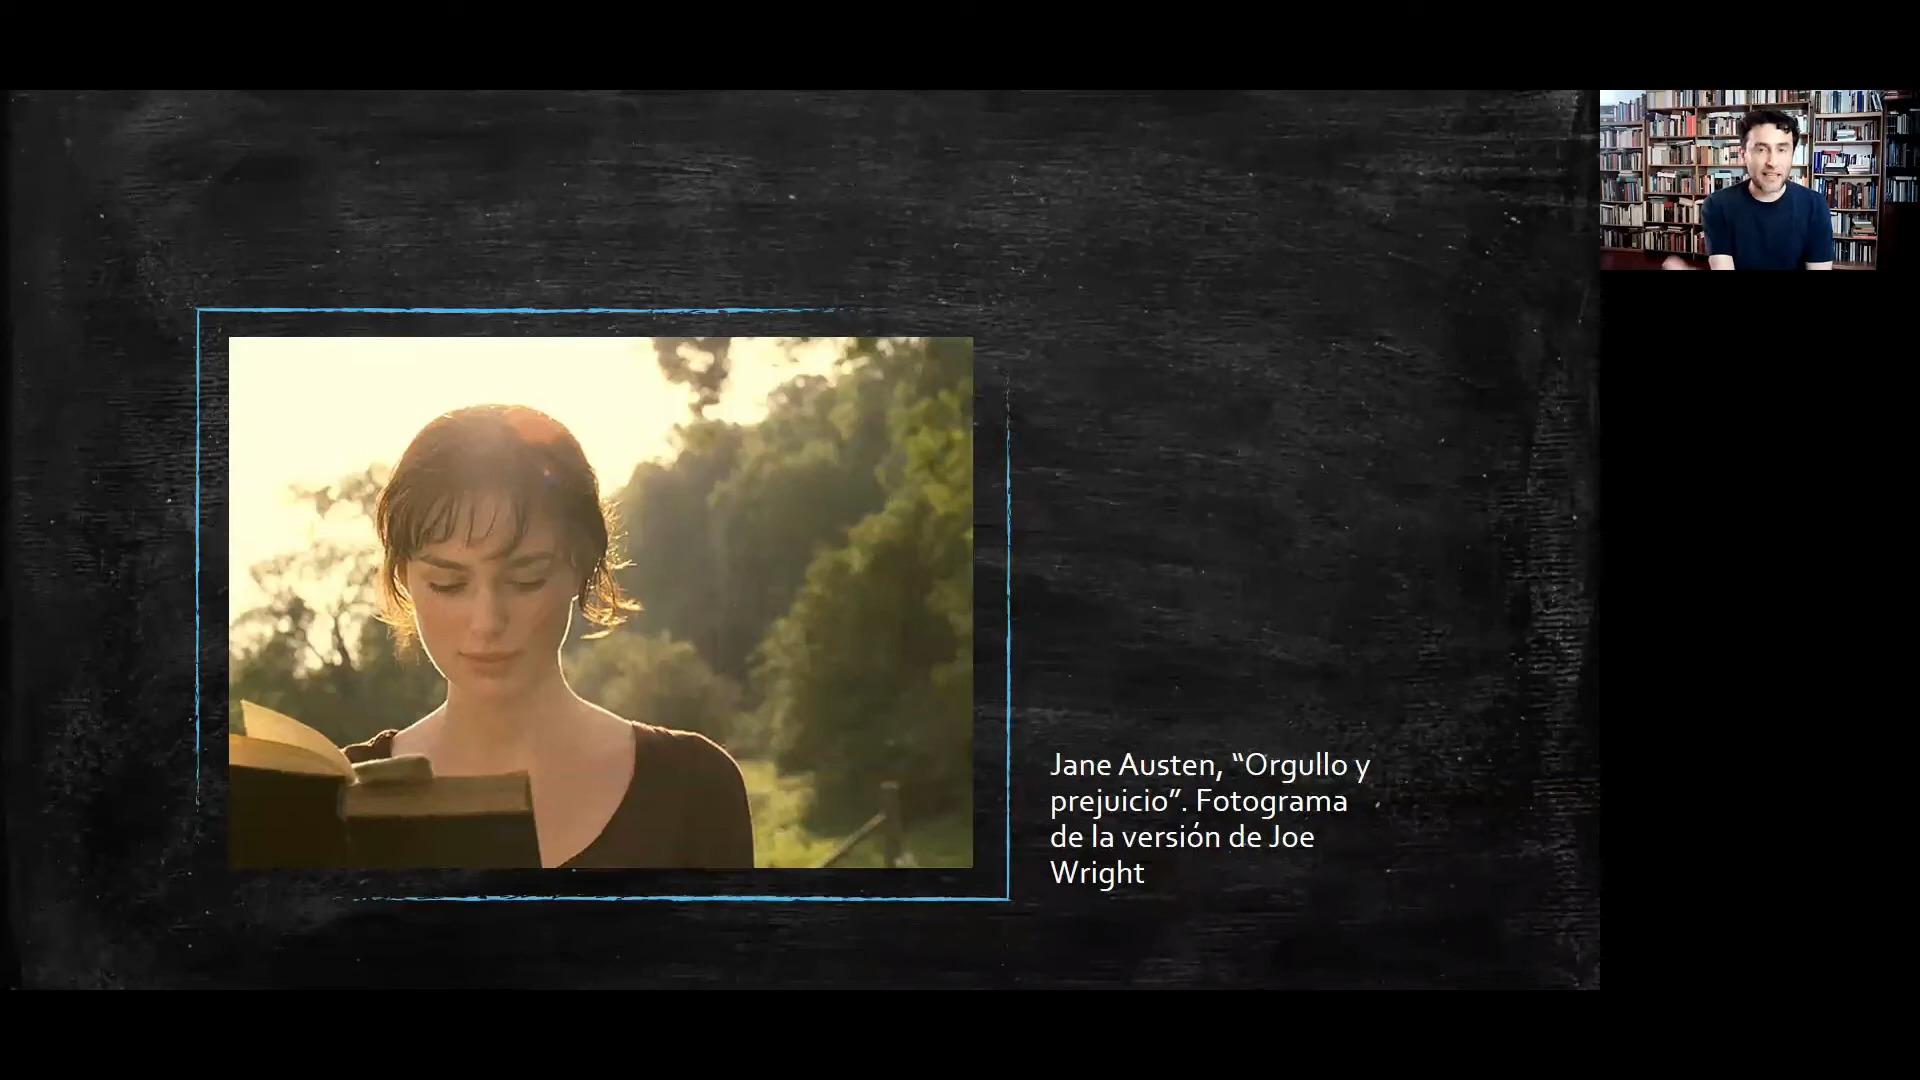 Jane Austen, “Orgullo y
prejuicio”. Fotograma
de la versión de Joe
Wright